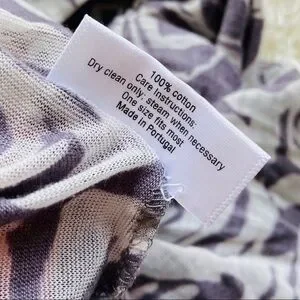 100% cotton
Care Instructions:
Dry clean only, steam when necessary
One size fits most
Made in Portugal